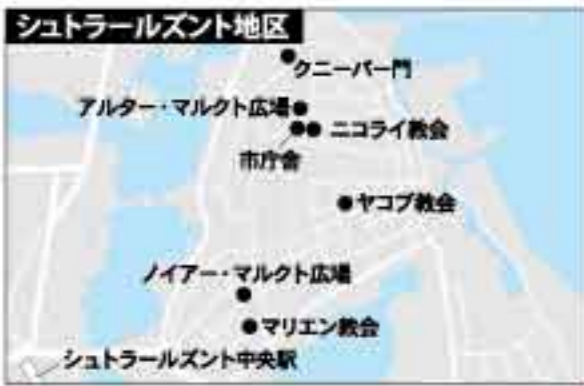 シュトラールズント地区
クニーパー門
アルター・マルクト広場
ニコライ教会
市庁舎
ヤコブ教会
ノイアー・マルクト広場
マリエン教会
シュトラールズント中央駅